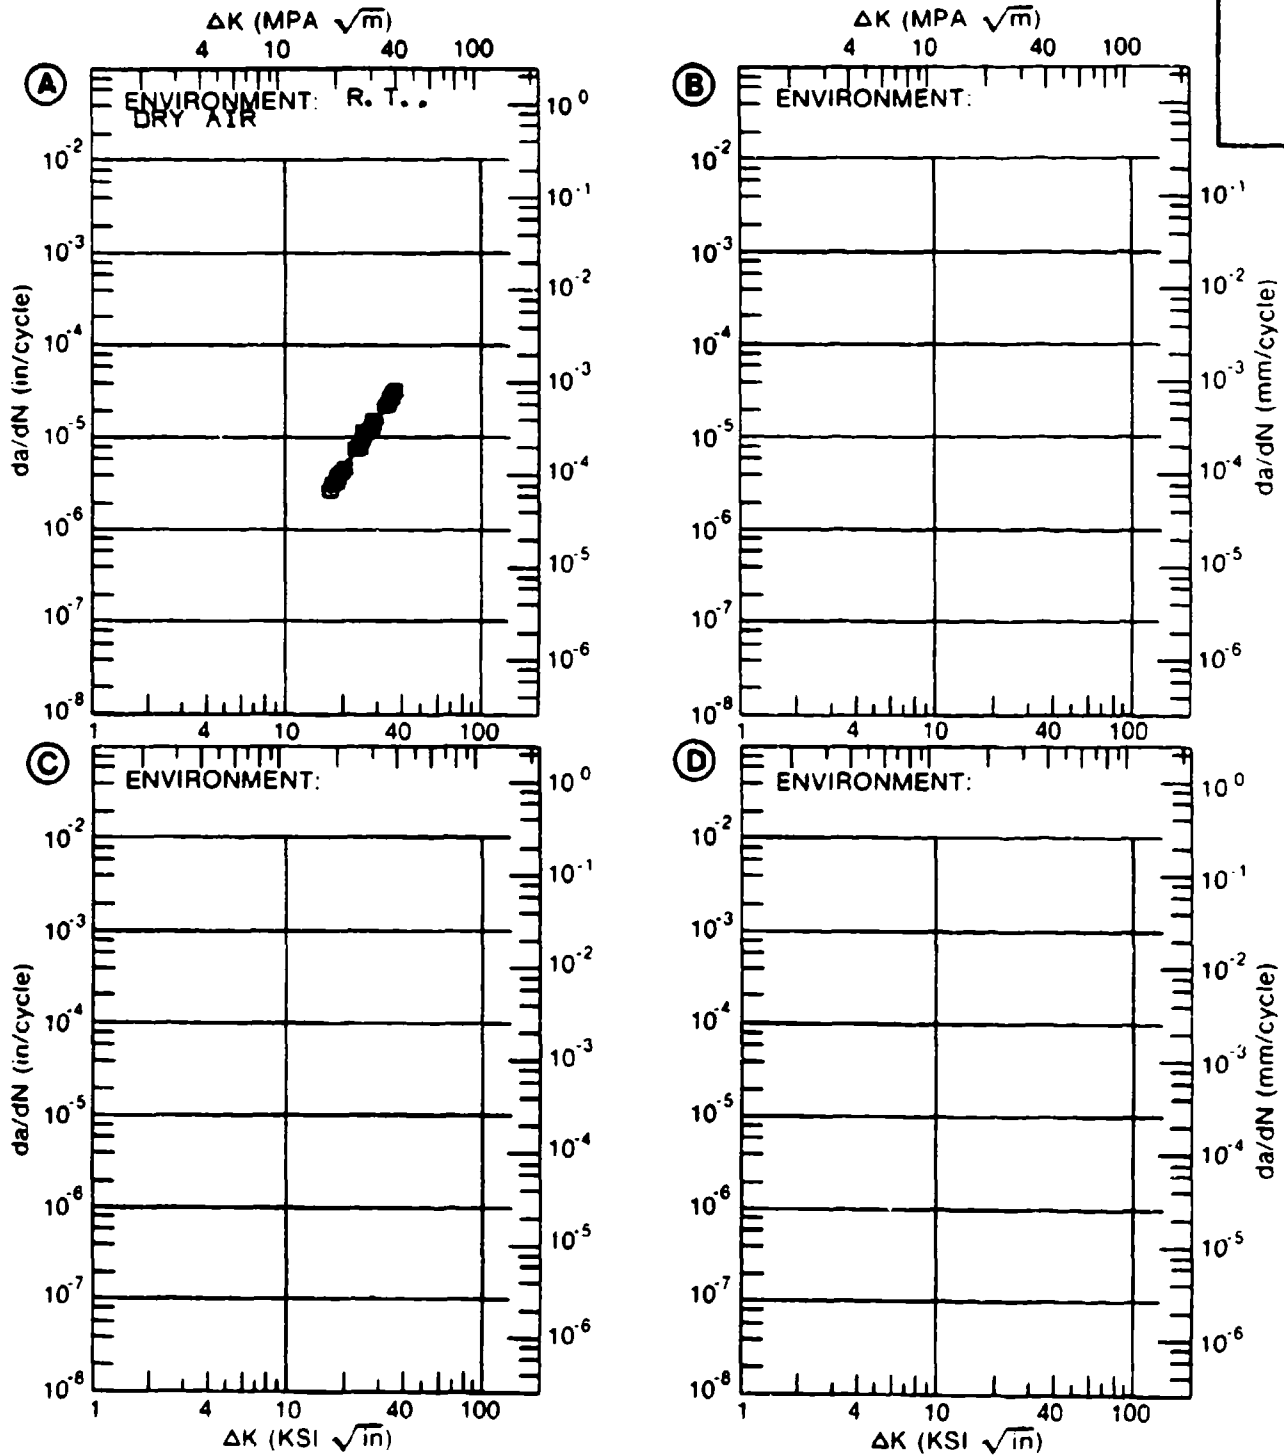 ΔK (MPA √m)
4 10 40 100
ΔK (MPA √m)
4 10 40 100
A
ENVIRONMENT: R.T..
DRY AIR
da/dN (in/cycle)
10⁻²
10⁻³
10⁻⁴
10⁻⁵
10⁻⁶
10⁻⁷
10⁻⁸
10⁰
10⁻¹
10⁻²
10⁻³
10⁻⁴
10⁻⁵
10⁻⁶
1 4 10 40 100
B
ENVIRONMENT:
10⁻²
10⁻³
10⁻⁴
10⁻⁵
10⁻⁶
10⁻⁷
10⁻⁸
10⁻¹
10⁻²
10⁻³
10⁻⁴
10⁻⁵
10⁻⁶
da/dN (mm/cycle)
1 4 10 40 100
C
ENVIRONMENT:
da/dN (in/cycle)
10⁻²
10⁻³
10⁻⁴
10⁻⁵
10⁻⁶
10⁻⁷
10⁻⁸
10⁰
10⁻¹
10⁻²
10⁻³
10⁻⁴
10⁻⁵
10⁻⁶
1 4 10 40 100
ΔK (KSI √in)
D
ENVIRONMENT:
10⁻²
10⁻³
10⁻⁴
10⁻⁵
10⁻⁶
10⁻⁷
10⁻⁸
10⁰
10⁻¹
10⁻²
10⁻³
10⁻⁴
10⁻⁵
10⁻⁶
da/dN (mm/cycle)
1 4 10 40 100
ΔK (KSI √in)